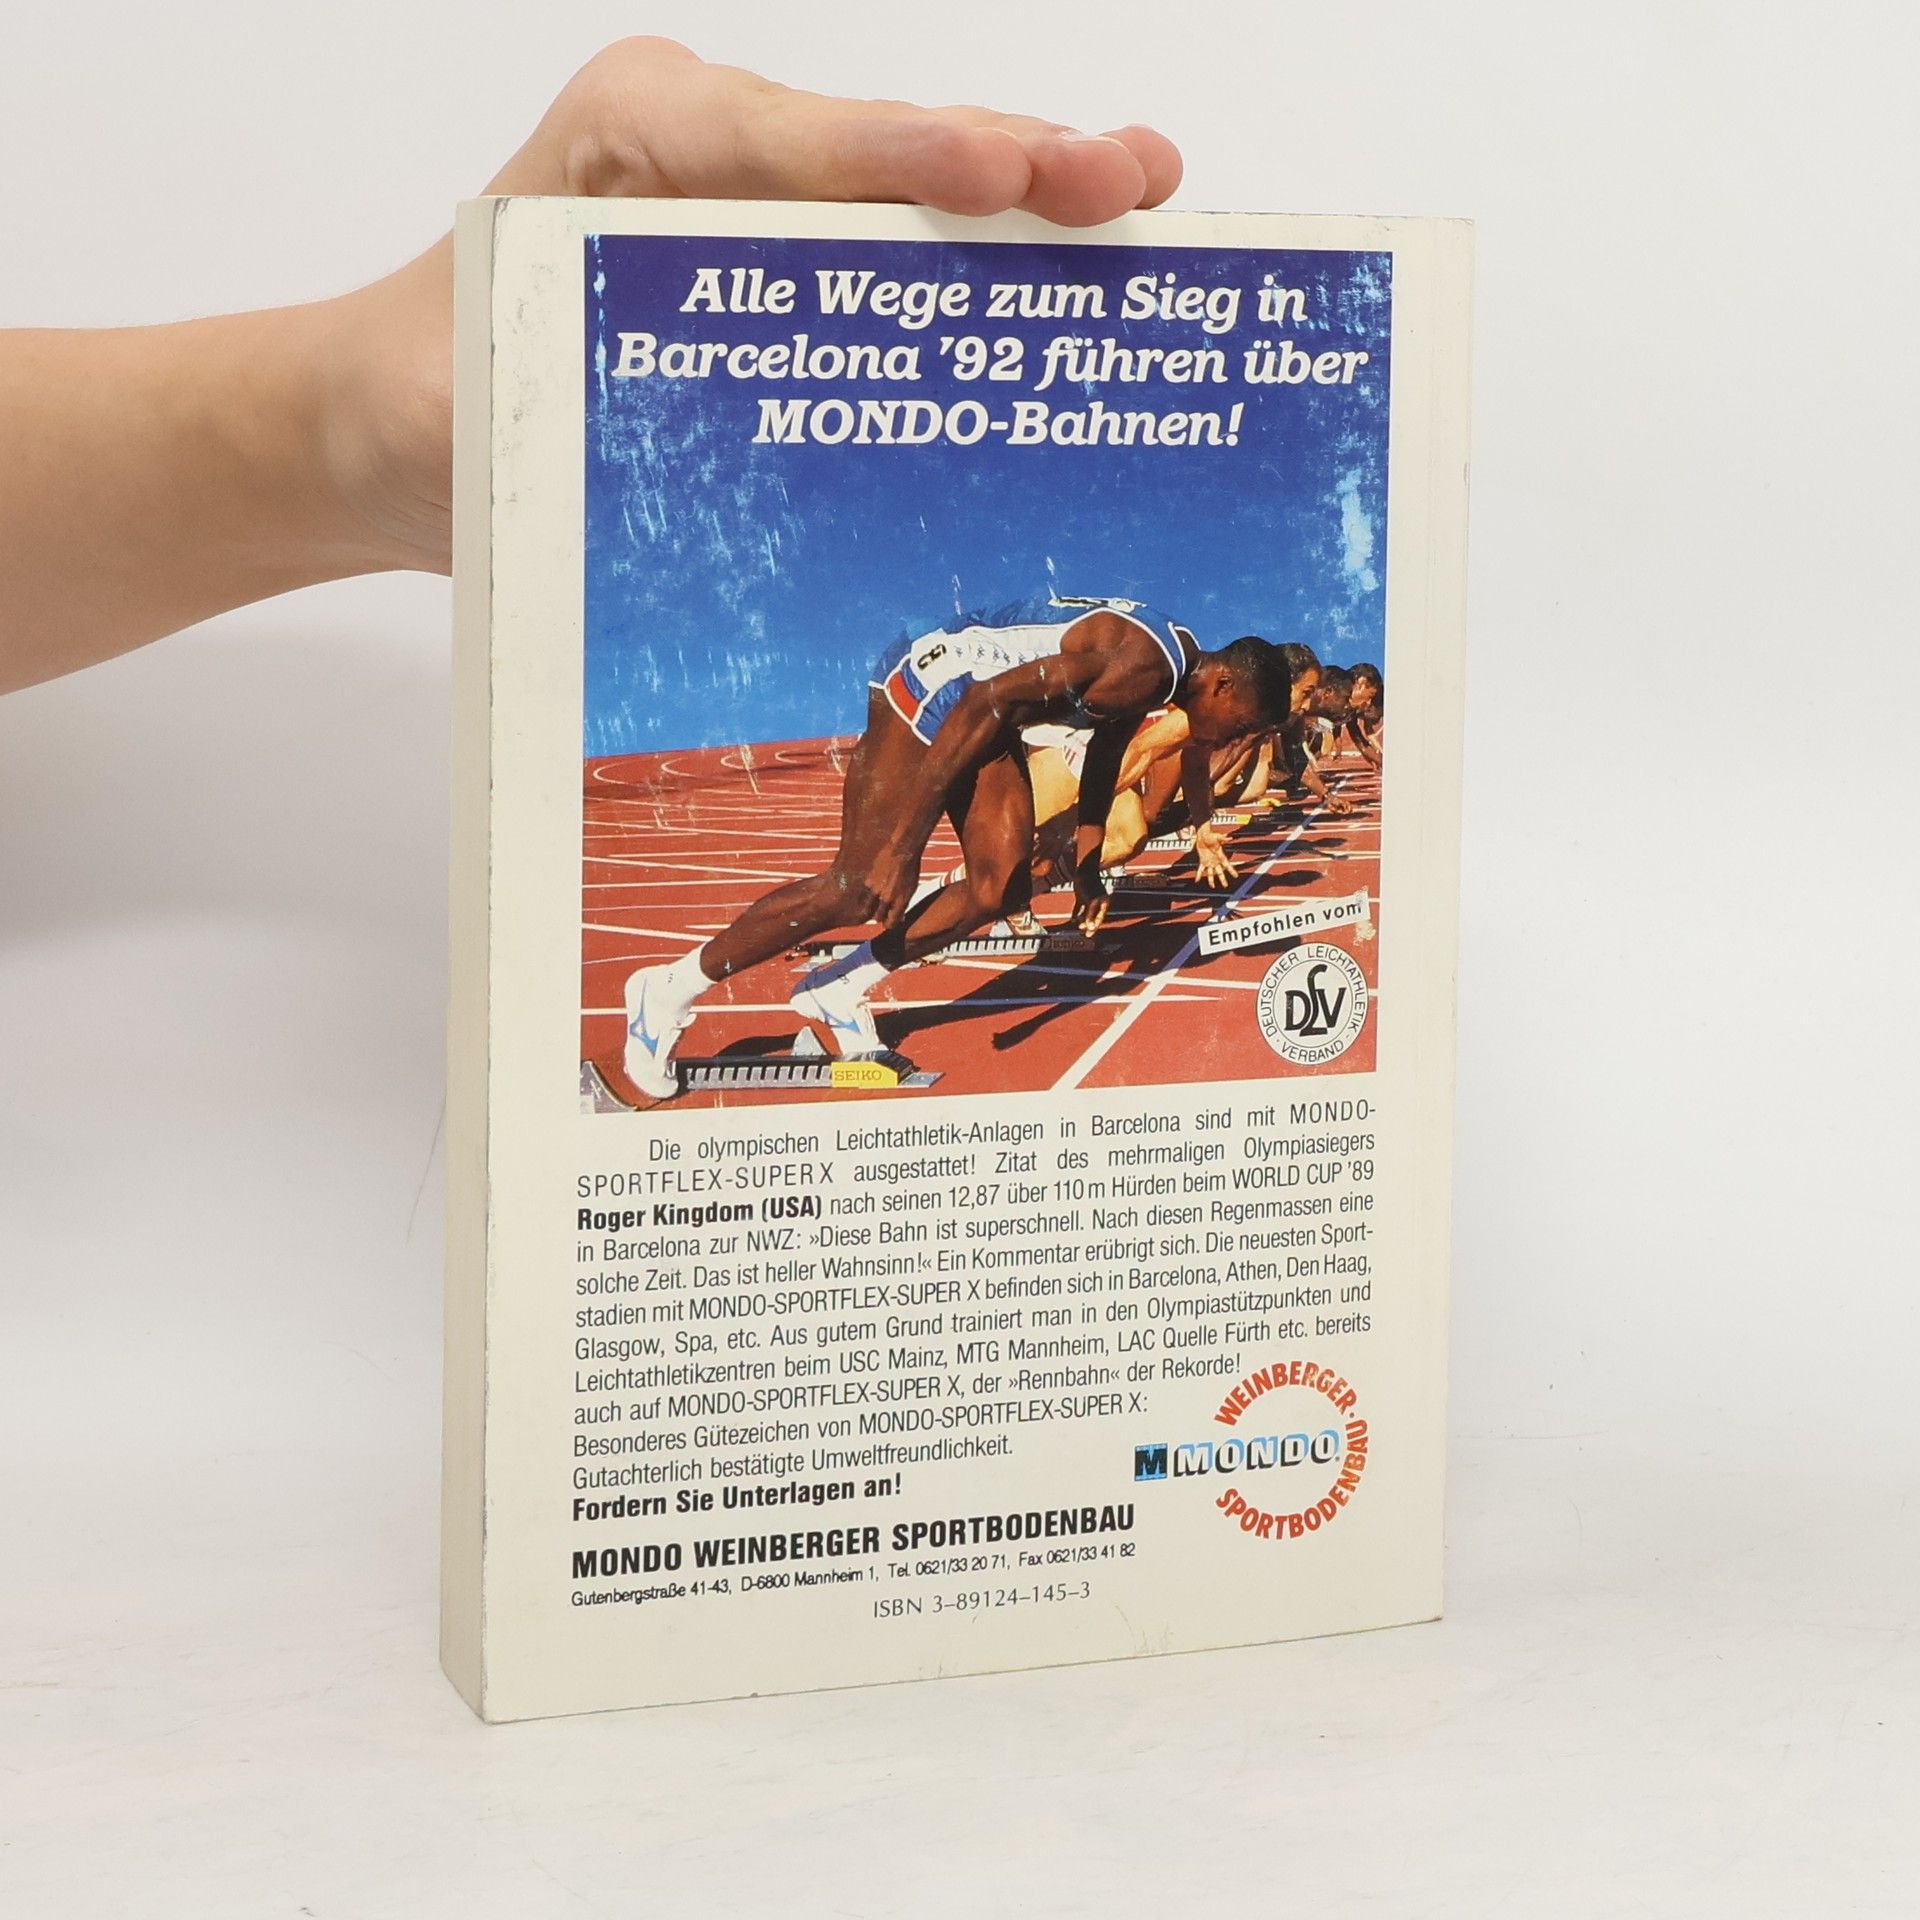 Alle Wege zum Sieg in
Barcelona '92 führen über
MONDO-Bahnen!
Empfohlen vom
DEUTSCHER LEICHTATHLETIK
· VERBAND ·
DLV
SEIKO
Die olympischen Leichtathletik-Anlagen in Barcelona sind mit MONDO-
SPORTFLEX-SUPER X ausgestattet! Zitat des mehrmaligen Olympiasiegers
Roger Kingdom (USA) nach seinen 12,87 über 110 m Hürden beim WORLD CUP '89
in Barcelona zur NWZ: »Diese Bahn ist superschnell. Nach diesen Regenmassen eine
solche Zeit. Das ist heller Wahnsinn!« Ein Kommentar erübrigt sich. Die neuesten Sport-
stadien mit MONDO-SPORTFLEX-SUPER X befinden sich in Barcelona, Athen, Den Haag,
Glasgow, Spa, etc. Aus gutem Grund trainiert man in den Olympiastützpunkten und
Leichtathletikzentren beim USC Mainz, MTG Mannheim, LAC Quelle Fürth etc. bereits
auch auf MONDO-SPORTFLEX-SUPER X, der »Rennbahn« der Rekorde!
Besonderes Gütezeichen von MONDO-SPORTFLEX-SUPER X:
Gutachterlich bestätigte Umweltfreundlichkeit.
Fordern Sie Unterlagen an!
WEINBERGER ·
M MONDO
SPORTBODENBAU
MONDO WEINBERGER SPORTBODENBAU
Gutenbergstraße 41-43, D-6800 Mannheim 1, Tel. 0621/33 20 71, Fax 0621/33 41 82
ISBN 3-89124-145-3